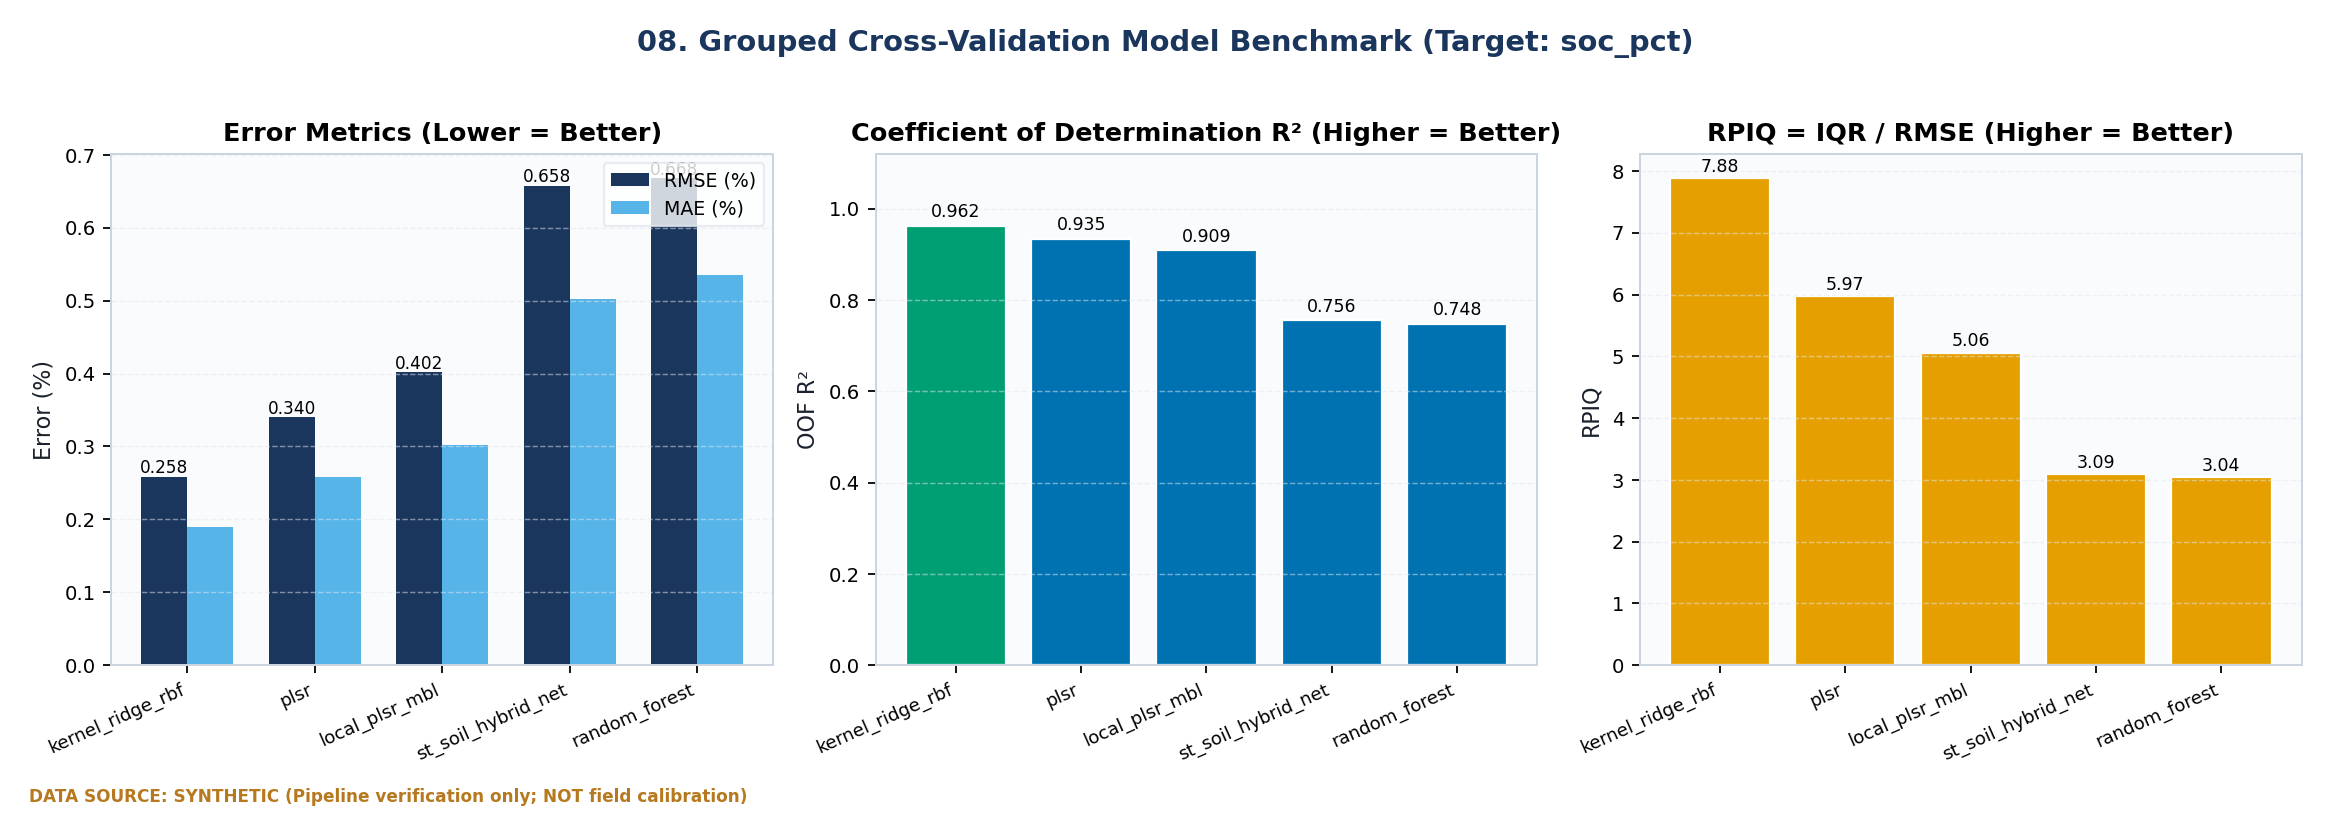 08. Grouped Cross-Validation Model Benchmark (Target: soc_pct)
Error Metrics (Lower = Better)
Error (%)
0.7
0.6
0.5
0.4
0.3
0.2
0.1
0.0
0.258
0.340
0.402
0.658
0.668
RMSE (%)
MAE (%)
kernel_ridge_rbf
plsr
local_plsr_mbl
st_soil_hybrid_net
random_forest
Coefficient of Determination R² (Higher = Better)
OOF R²
1.0
0.8
0.6
0.4
0.2
0.0
0.962
0.935
0.909
0.756
0.748
kernel_ridge_rbf
plsr
local_plsr_mbl
st_soil_hybrid_net
random_forest
RPIQ = IQR / RMSE (Higher = Better)
RPIQ
8
7
6
5
4
3
2
1
0
7.88
5.97
5.06
3.09
3.04
kernel_ridge_rbf
plsr
local_plsr_mbl
st_soil_hybrid_net
random_forest
DATA SOURCE: SYNTHETIC (Pipeline verification only; NOT field calibration)